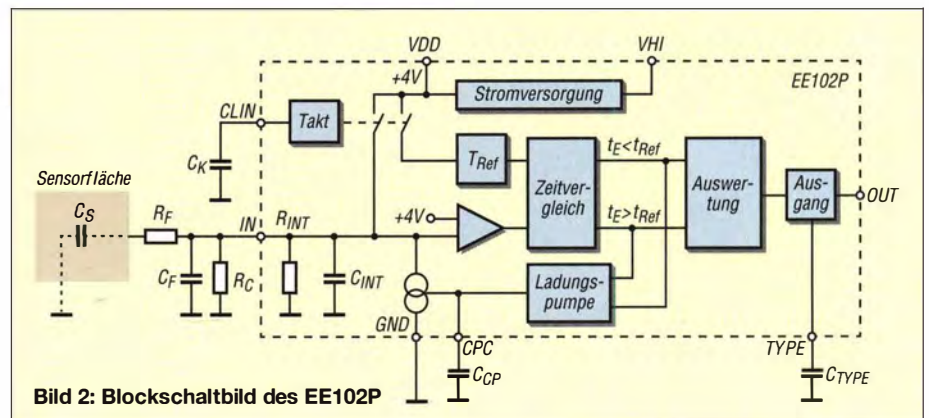 VDD
VHI
+4V
EE102P
Stromversorgung
CLIN
Takt
C_K
T_Ref
t_E<t_Ref
Zeitver-
gleich
Auswer-
tung
Aus-
gang
OUT
Sensorfläche
C_S
R_F
IN
R_INT
+4V
t_E>t_Ref
C_F
R_C
C_INT
Ladungs-
pumpe
GND
CPC
TYPE
C_CP
C_TYPE
Bild 2: Blockschaltbild des EE102P